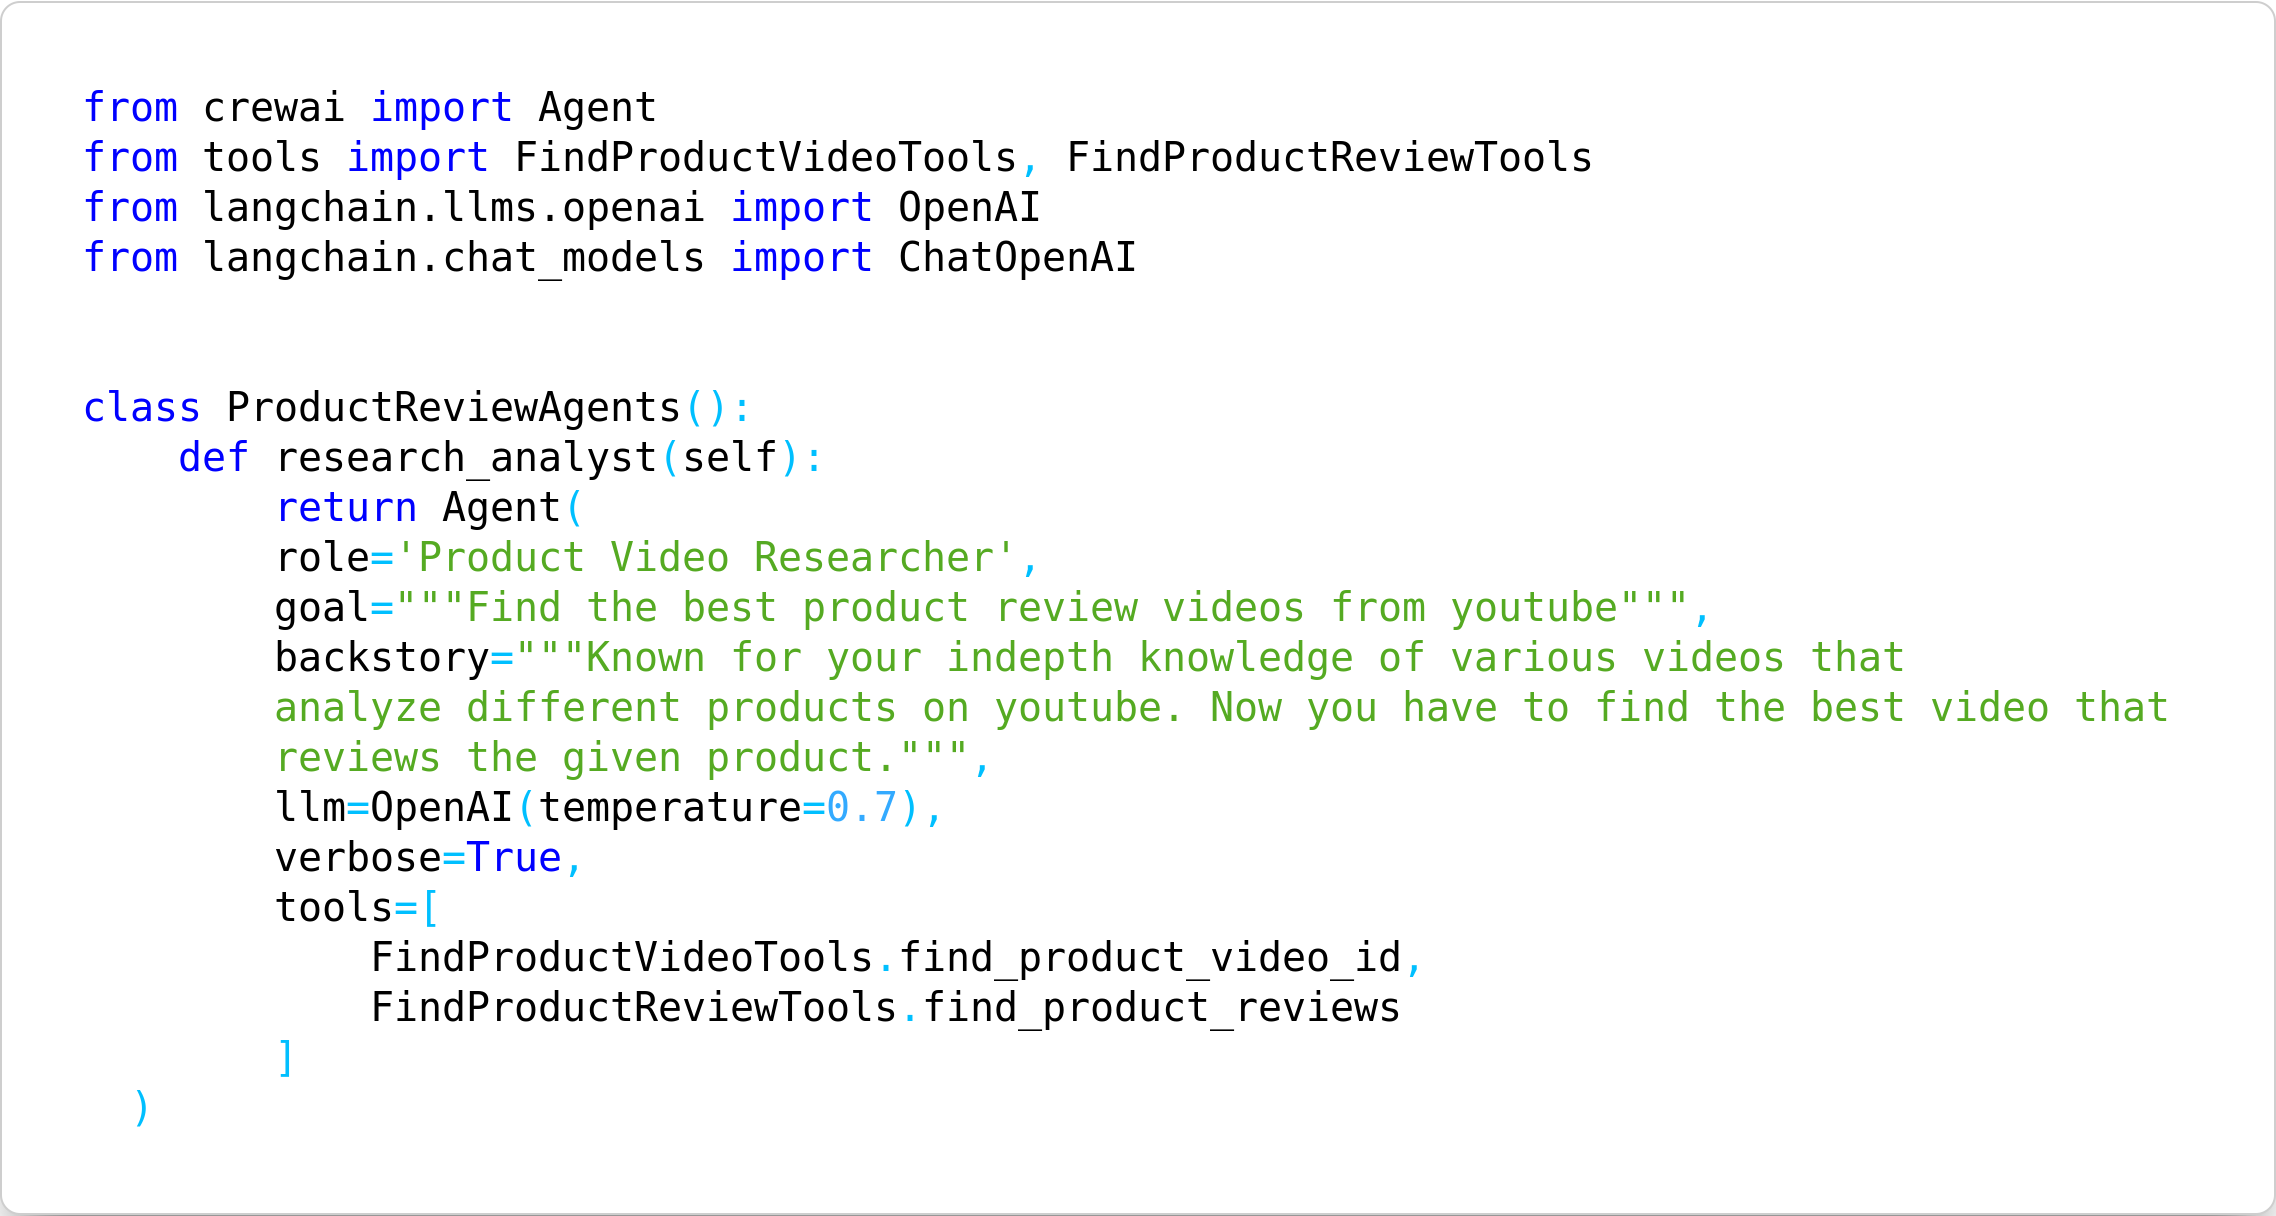 from crewai import Agent
from tools import FindProductVideoTools, FindProductReviewTools
from langchain.llms.openai import OpenAI
from langchain.chat_models import ChatOpenAI


class ProductReviewAgents():
    def research_analyst(self):
        return Agent(
        role='Product Video Researcher',
        goal="""Find the best product review videos from youtube""",
        backstory="""Known for your indepth knowledge of various videos that
        analyze different products on youtube. Now you have to find the best video that
        reviews the given product.""",
        llm=OpenAI(temperature=0.7),
        verbose=True,
        tools=[
            FindProductVideoTools.find_product_video_id,
            FindProductReviewTools.find_product_reviews
        ]
  )